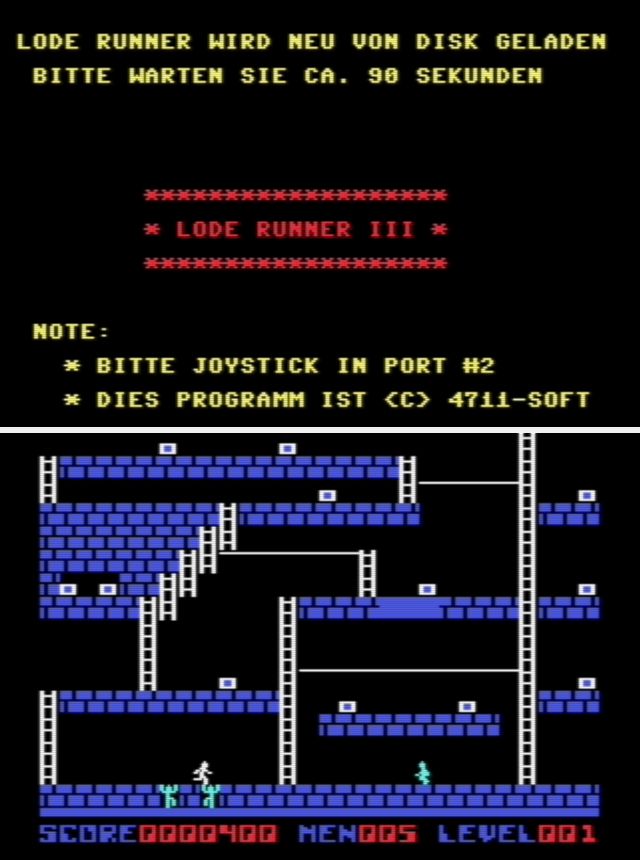 LODE RUNNER WIRD NEU VON DISK GELADEN
BITTE WARTEN SIE CA. 90 SEKUNDEN
*******************
* LODE RUNNER III *
*******************
NOTE:
* BITTE JOYSTICK IN PORT #2
* DIES PROGRAMM IST <C> 4711-SOFT
SCORE0000400 MEN005 LEVEL001